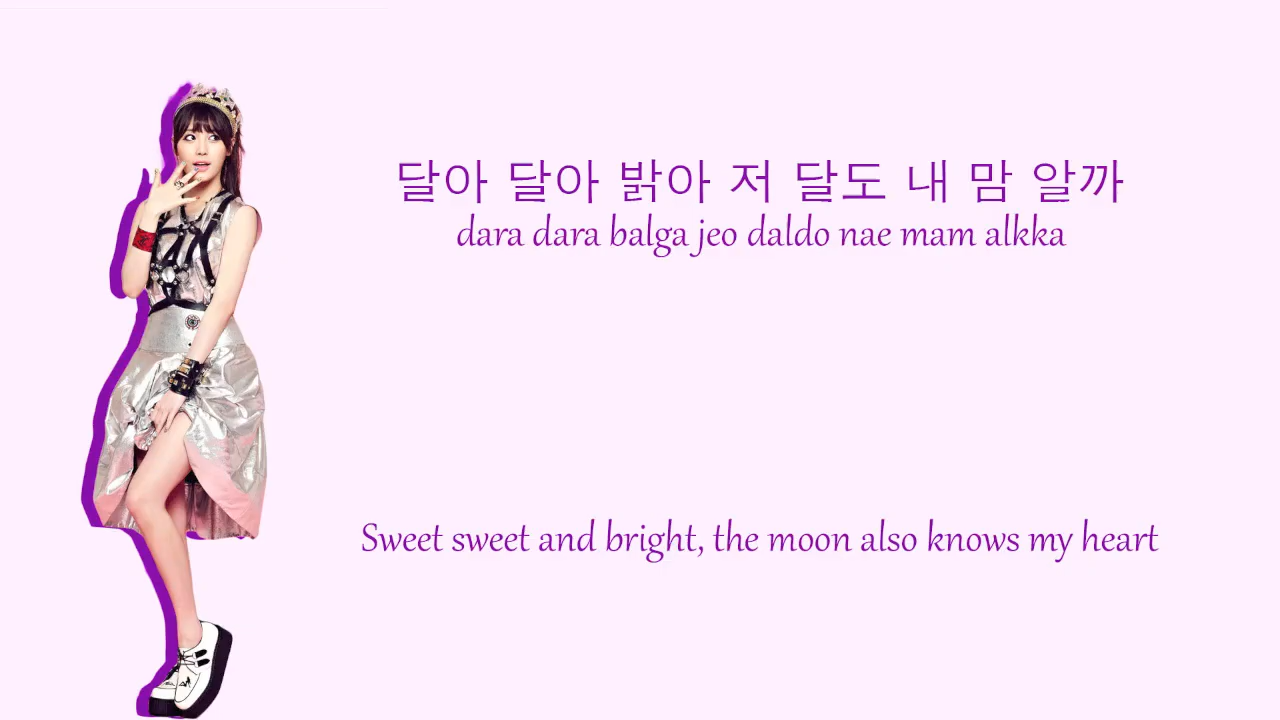 달아 달아 밝아 저 달도 내 맘 알까
dara dara balga jeo daldo nae mam alkka
Sweet sweet and bright, the moon also knows my heart